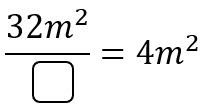 32m² / □ = 4m²